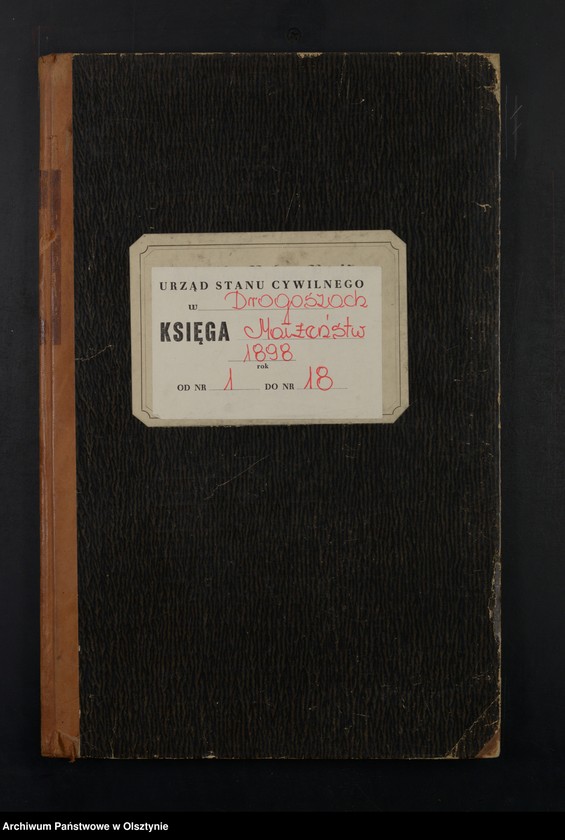 URZĄD STANU CYWILNEGO
w Drogoszach
KSIĘGA Małżeństw
1898
rok
OD NR 1 DO NR 18
Archiwum Państwowe w Olsztynie